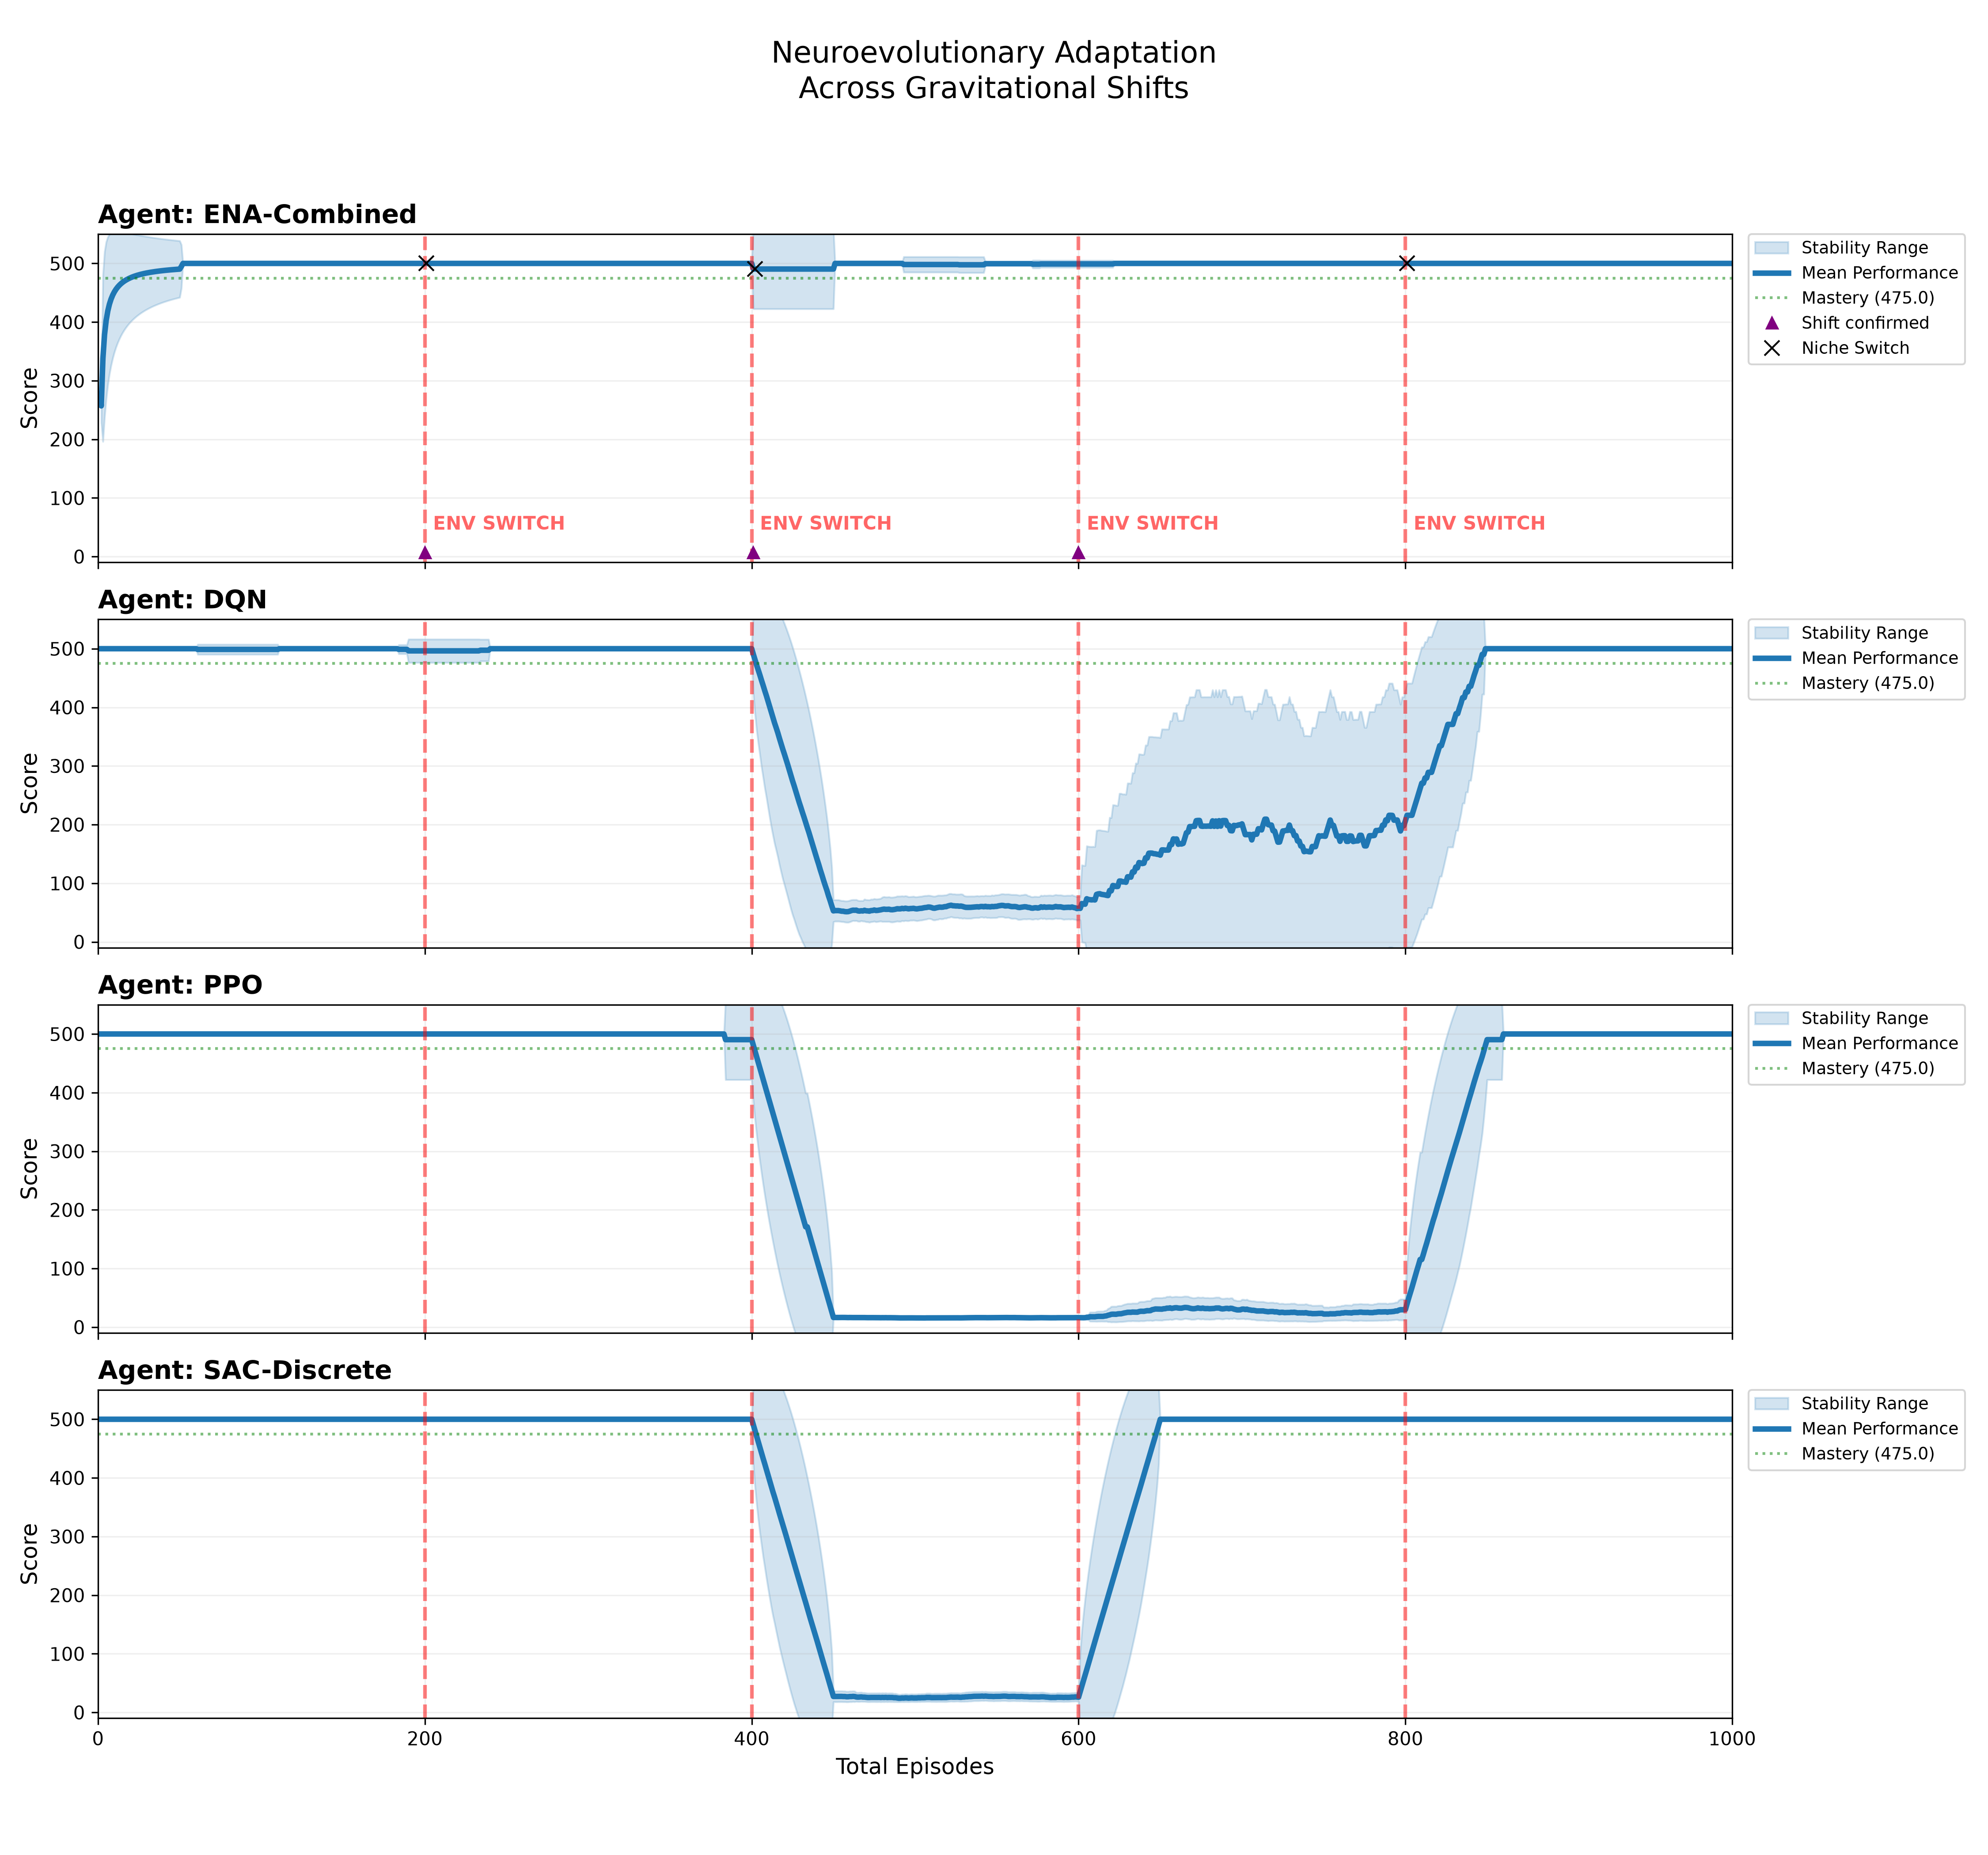 Neuroevolutionary Adaptation
Across Gravitational Shifts
Agent: ENA-Combined
500
400
300
200
100
0
Score
ENV SWITCH
ENV SWITCH
ENV SWITCH
ENV SWITCH
Stability Range
Mean Performance
Mastery (475.0)
Shift confirmed
Niche Switch
Agent: DQN
500
400
300
200
100
0
Score
Stability Range
Mean Performance
Mastery (475.0)
Agent: PPO
500
400
300
200
100
0
Score
Stability Range
Mean Performance
Mastery (475.0)
Agent: SAC-Discrete
500
400
300
200
100
0
Score
Stability Range
Mean Performance
Mastery (475.0)
0 200 400 600 800 1000
Total Episodes